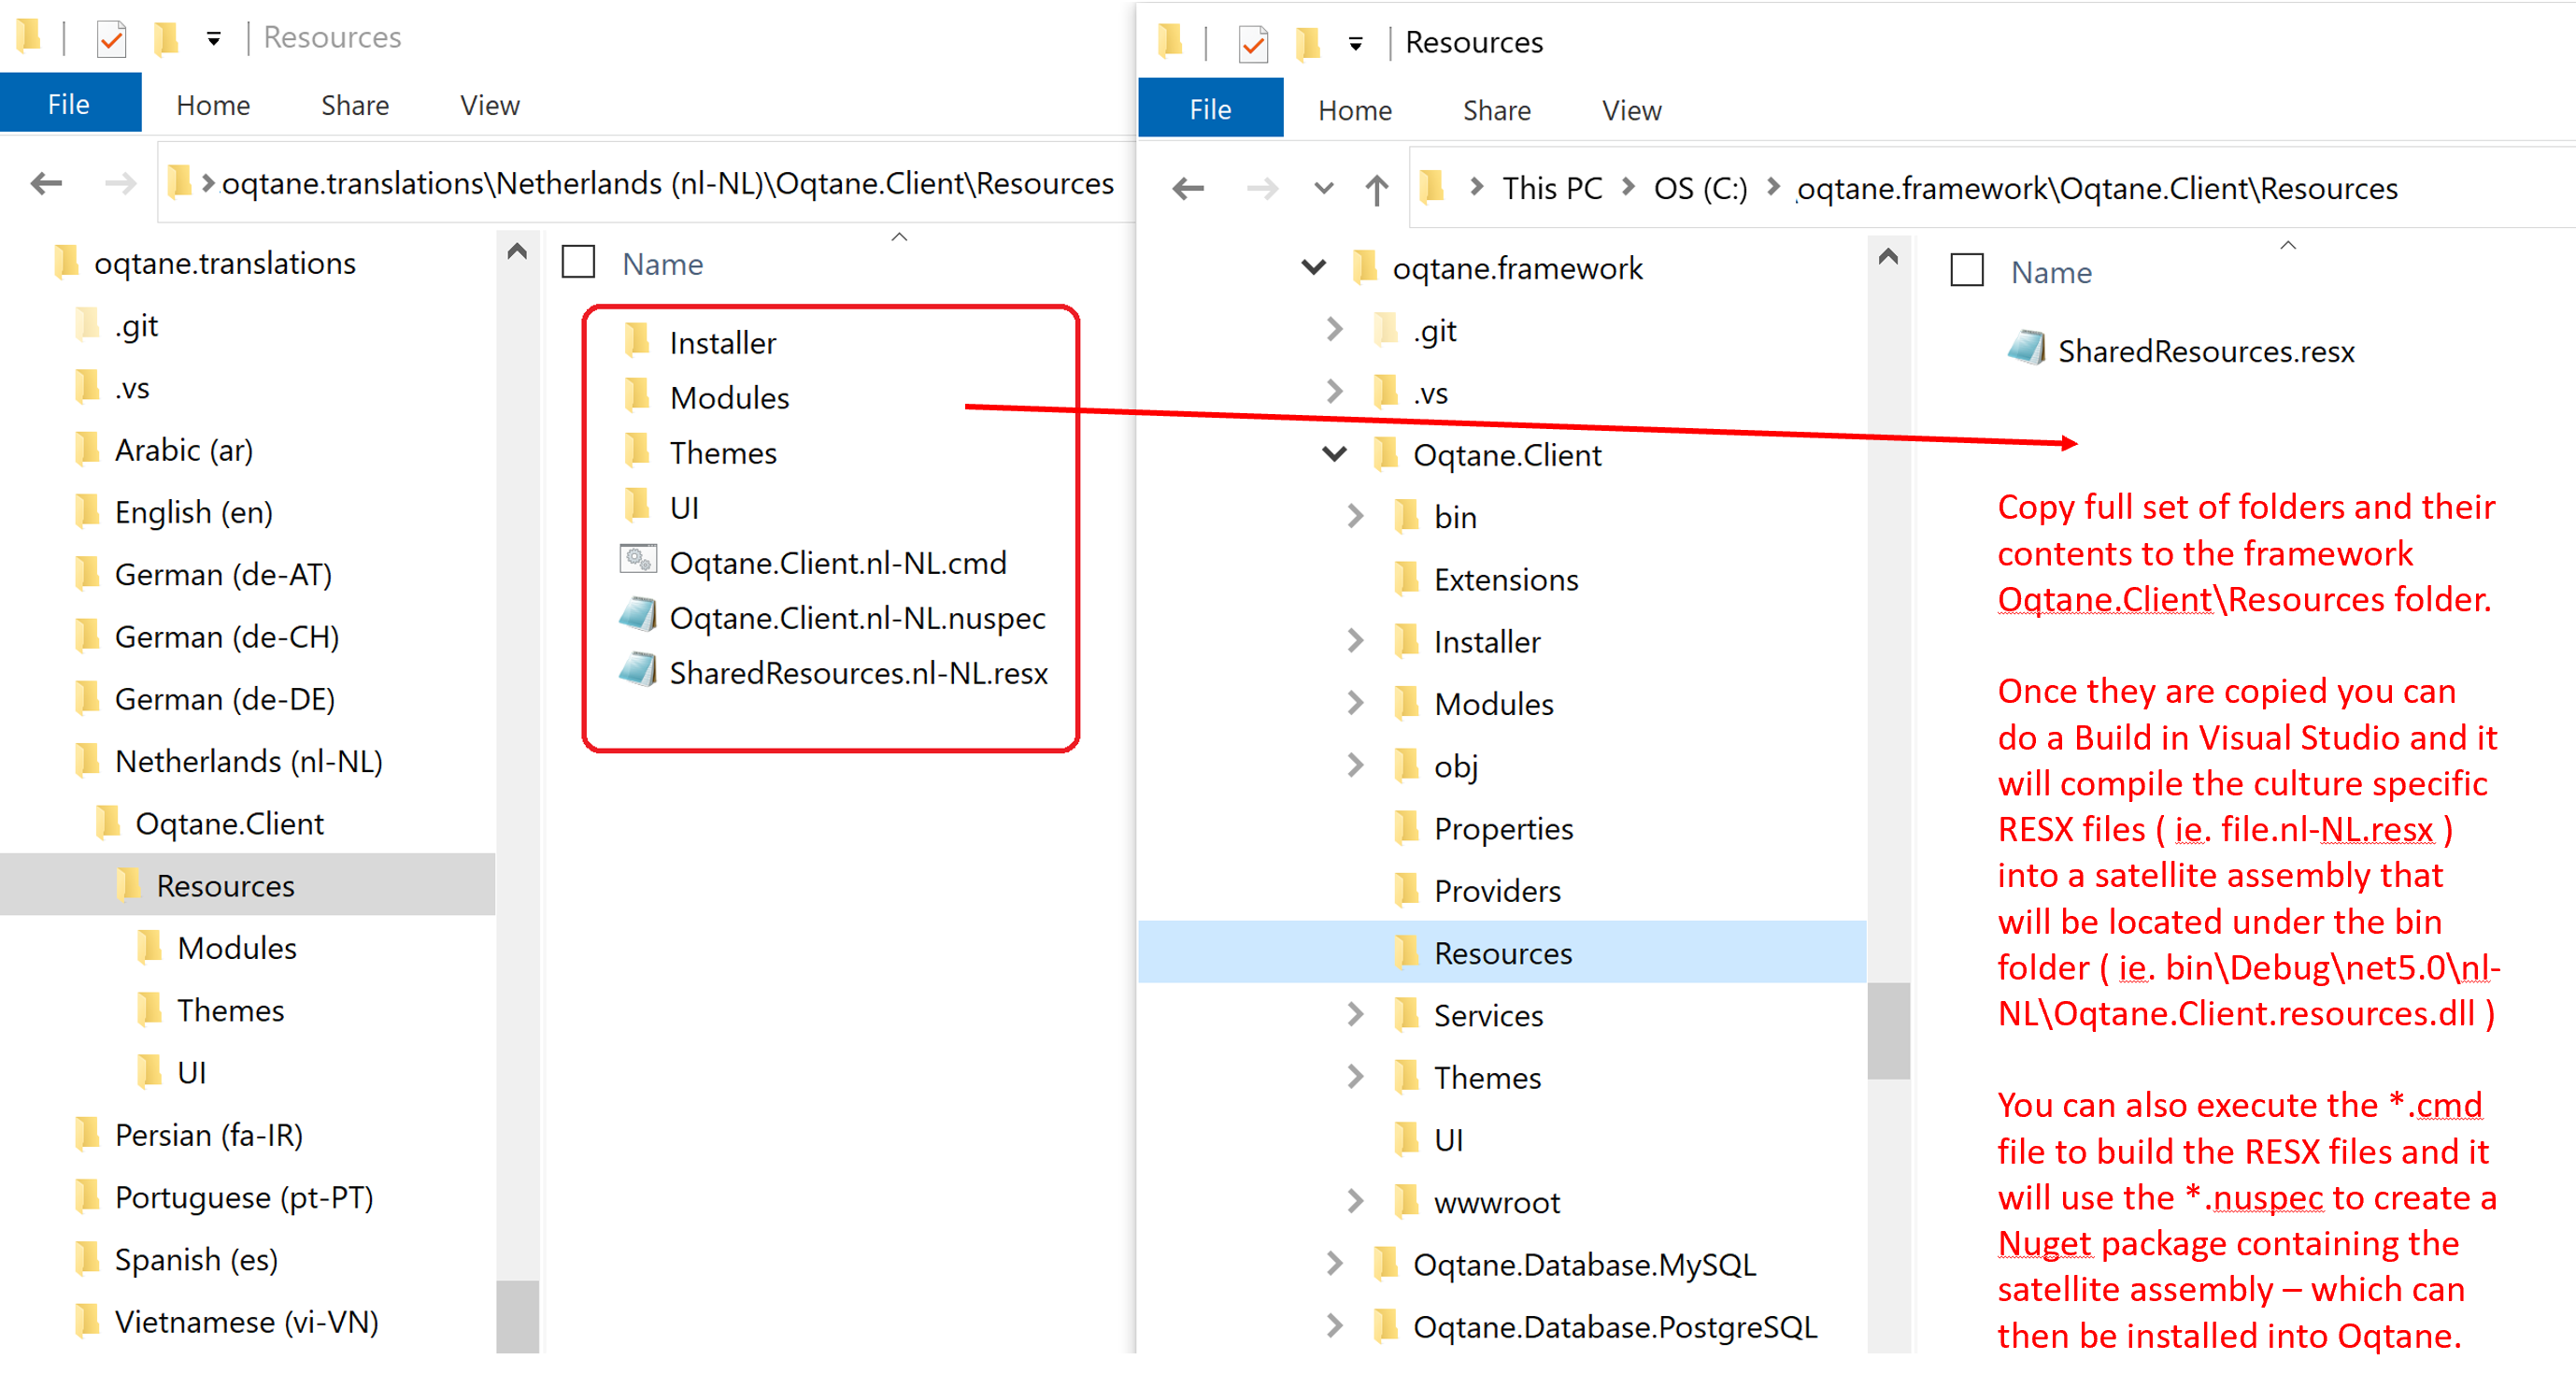 Resources
File Home Share View
.oqtane.translations\Netherlands (nl-NL)\Oqtane.Client\Resources
oqtane.translations
.git
.vs
Arabic (ar)
English (en)
German (de-AT)
German (de-CH)
German (de-DE)
Netherlands (nl-NL)
Oqtane.Client
Resources
Modules
Themes
UI
Persian (fa-IR)
Portuguese (pt-PT)
Spanish (es)
Vietnamese (vi-VN)
Name
Installer
Modules
Themes
UI
Oqtane.Client.nl-NL.cmd
Oqtane.Client.nl-NL.nuspec
SharedResources.nl-NL.resx
Resources
File Home Share View
This PC OS (C:) \oqtane.framework\Oqtane.Client\Resources
oqtane.framework
.git
.vs
Oqtane.Client
bin
Extensions
Installer
Modules
obj
Properties
Providers
Resources
Services
Themes
UI
wwwroot
Oqtane.Database.MySQL
Oqtane.Database.PostgreSQL
Name
SharedResources.resx
Copy full set of folders and their
contents to the framework
Oqtane.Client\Resources folder.
Once they are copied you can
do a Build in Visual Studio and it
will compile the culture specific
RESX files ( ie. file.nl-NL.resx )
into a satellite assembly that
will be located under the bin
folder ( ie. bin\Debug\net5.0\nl-
NL\Oqtane.Client.resources.dll )
You can also execute the *.cmd
file to build the RESX files and it
will use the *.nuspec to create a
Nuget package containing the
satellite assembly – which can
then be installed into Oqtane.